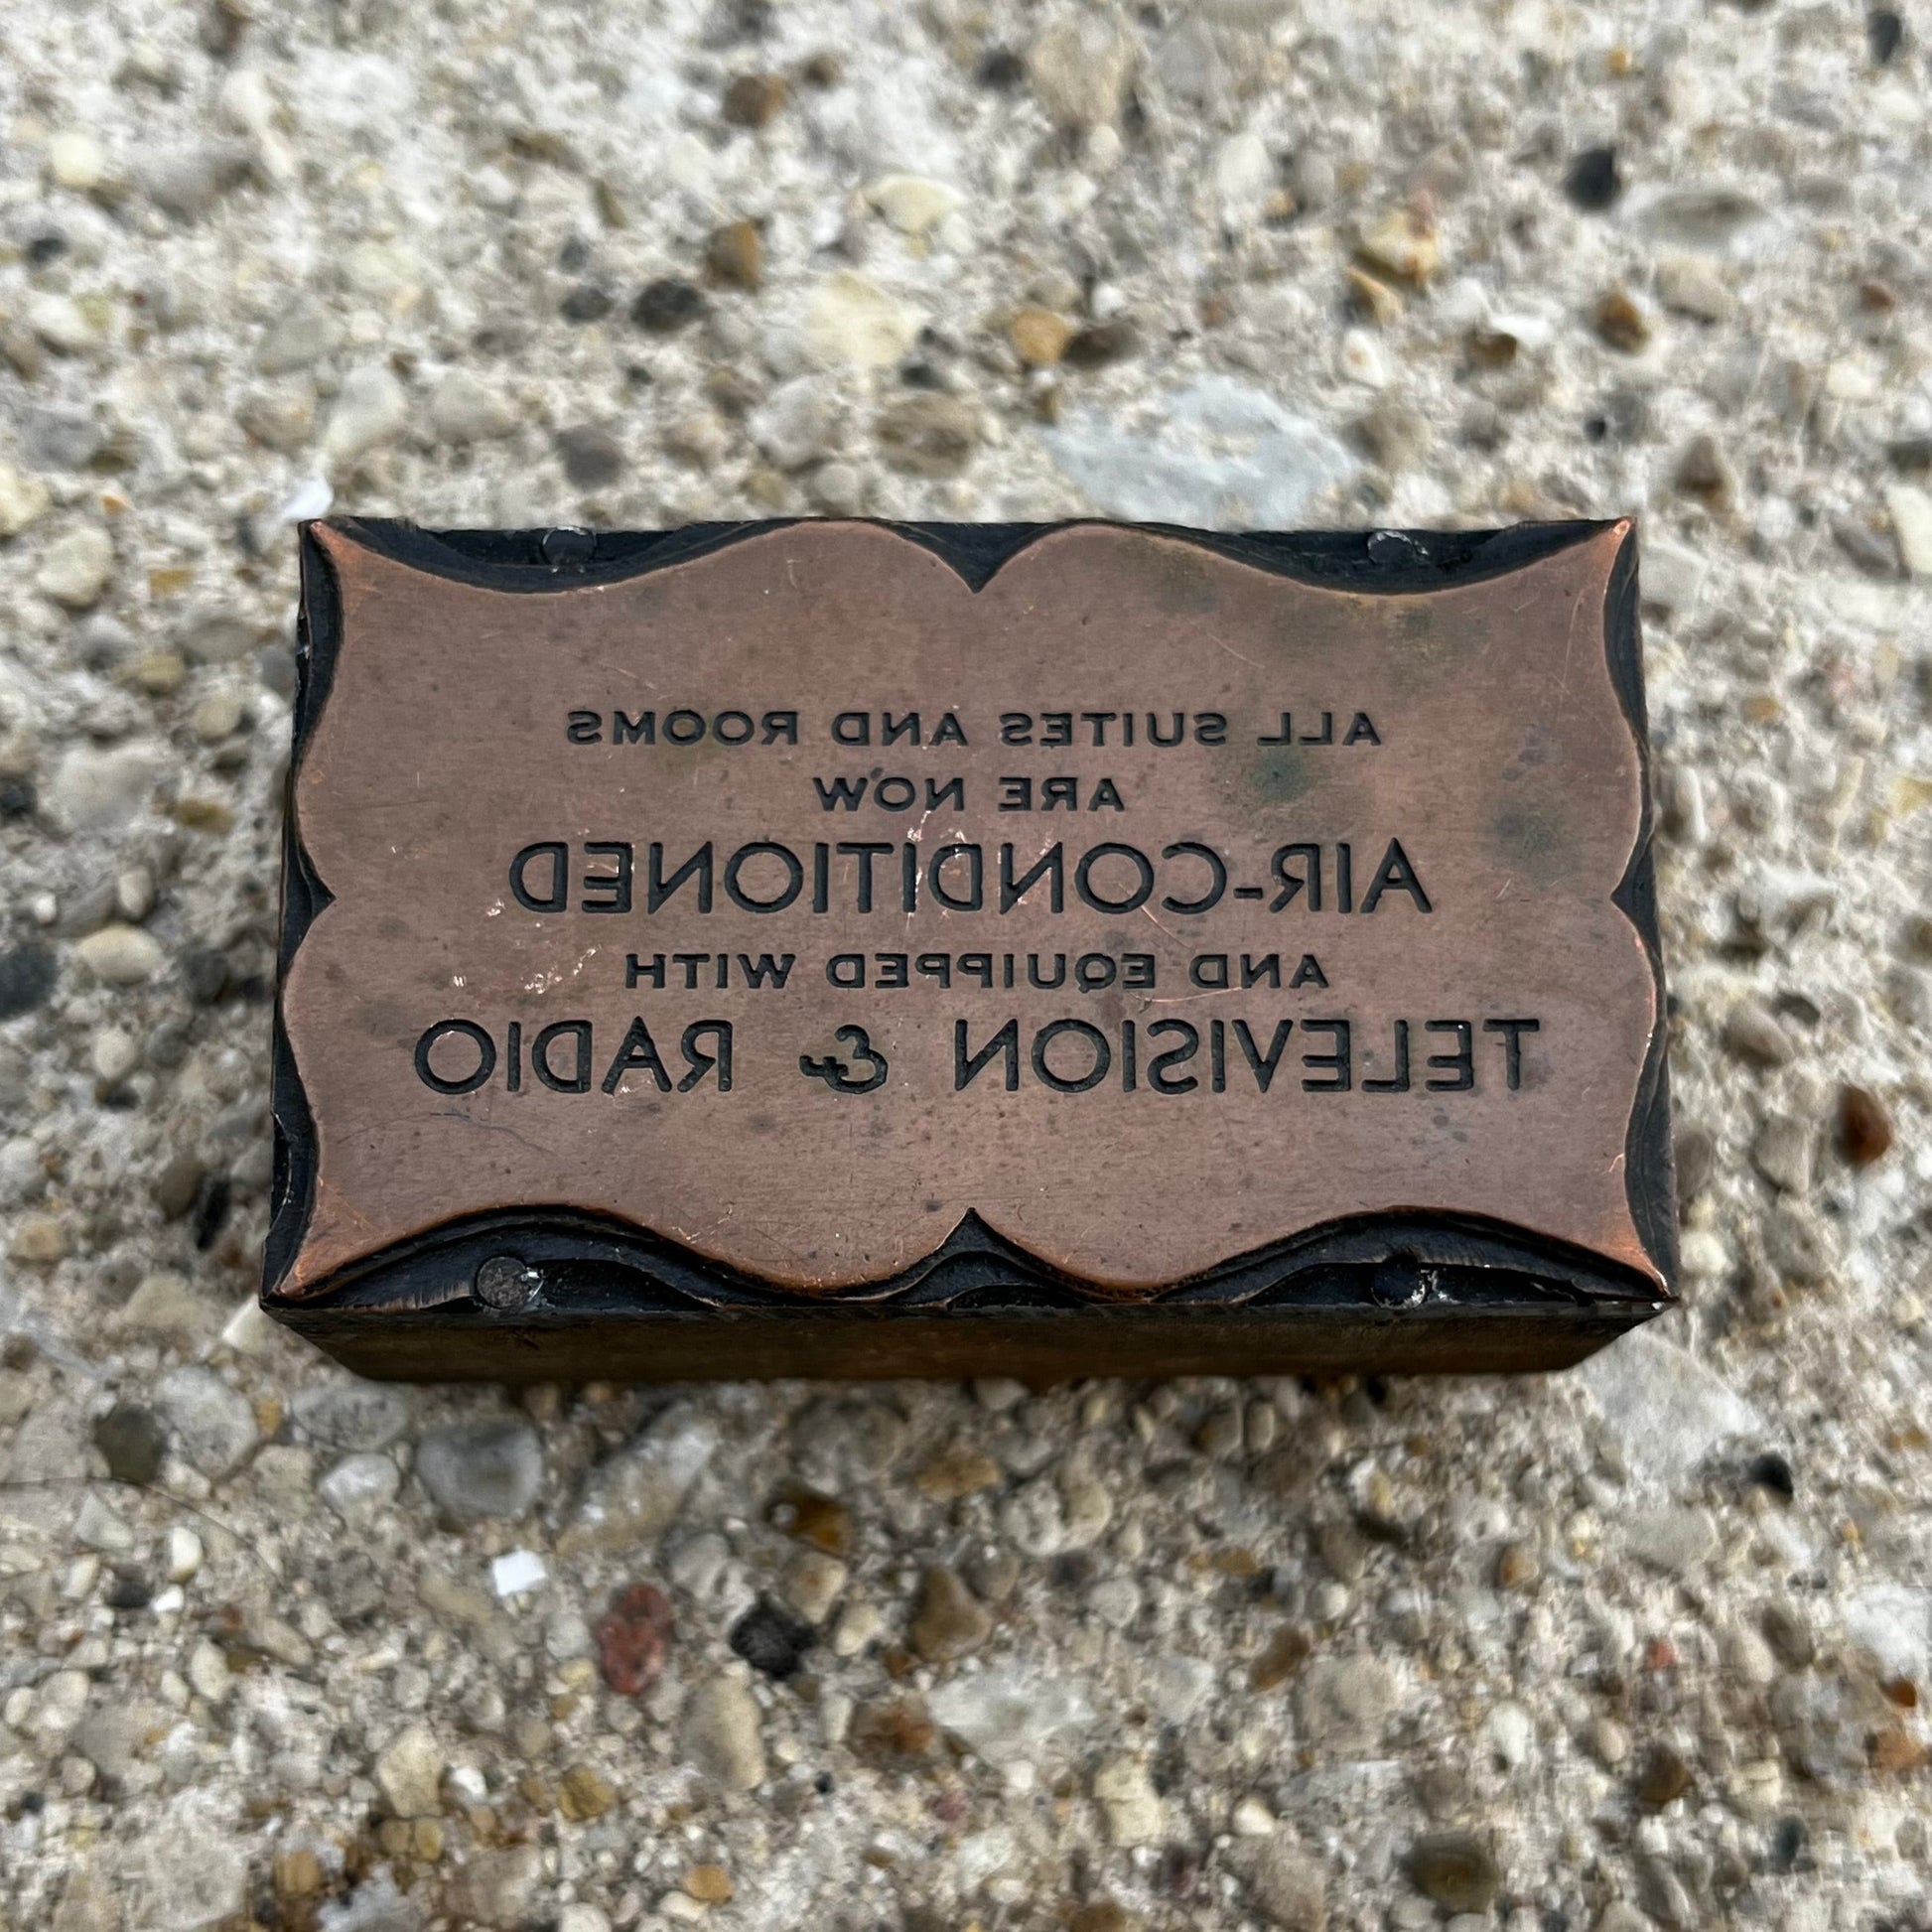 ALL SUITES AND ROOMS
ARE NOW
AIR-CONDITIONED
AND EQUIPPED WITH
TELEVISION & RADIO